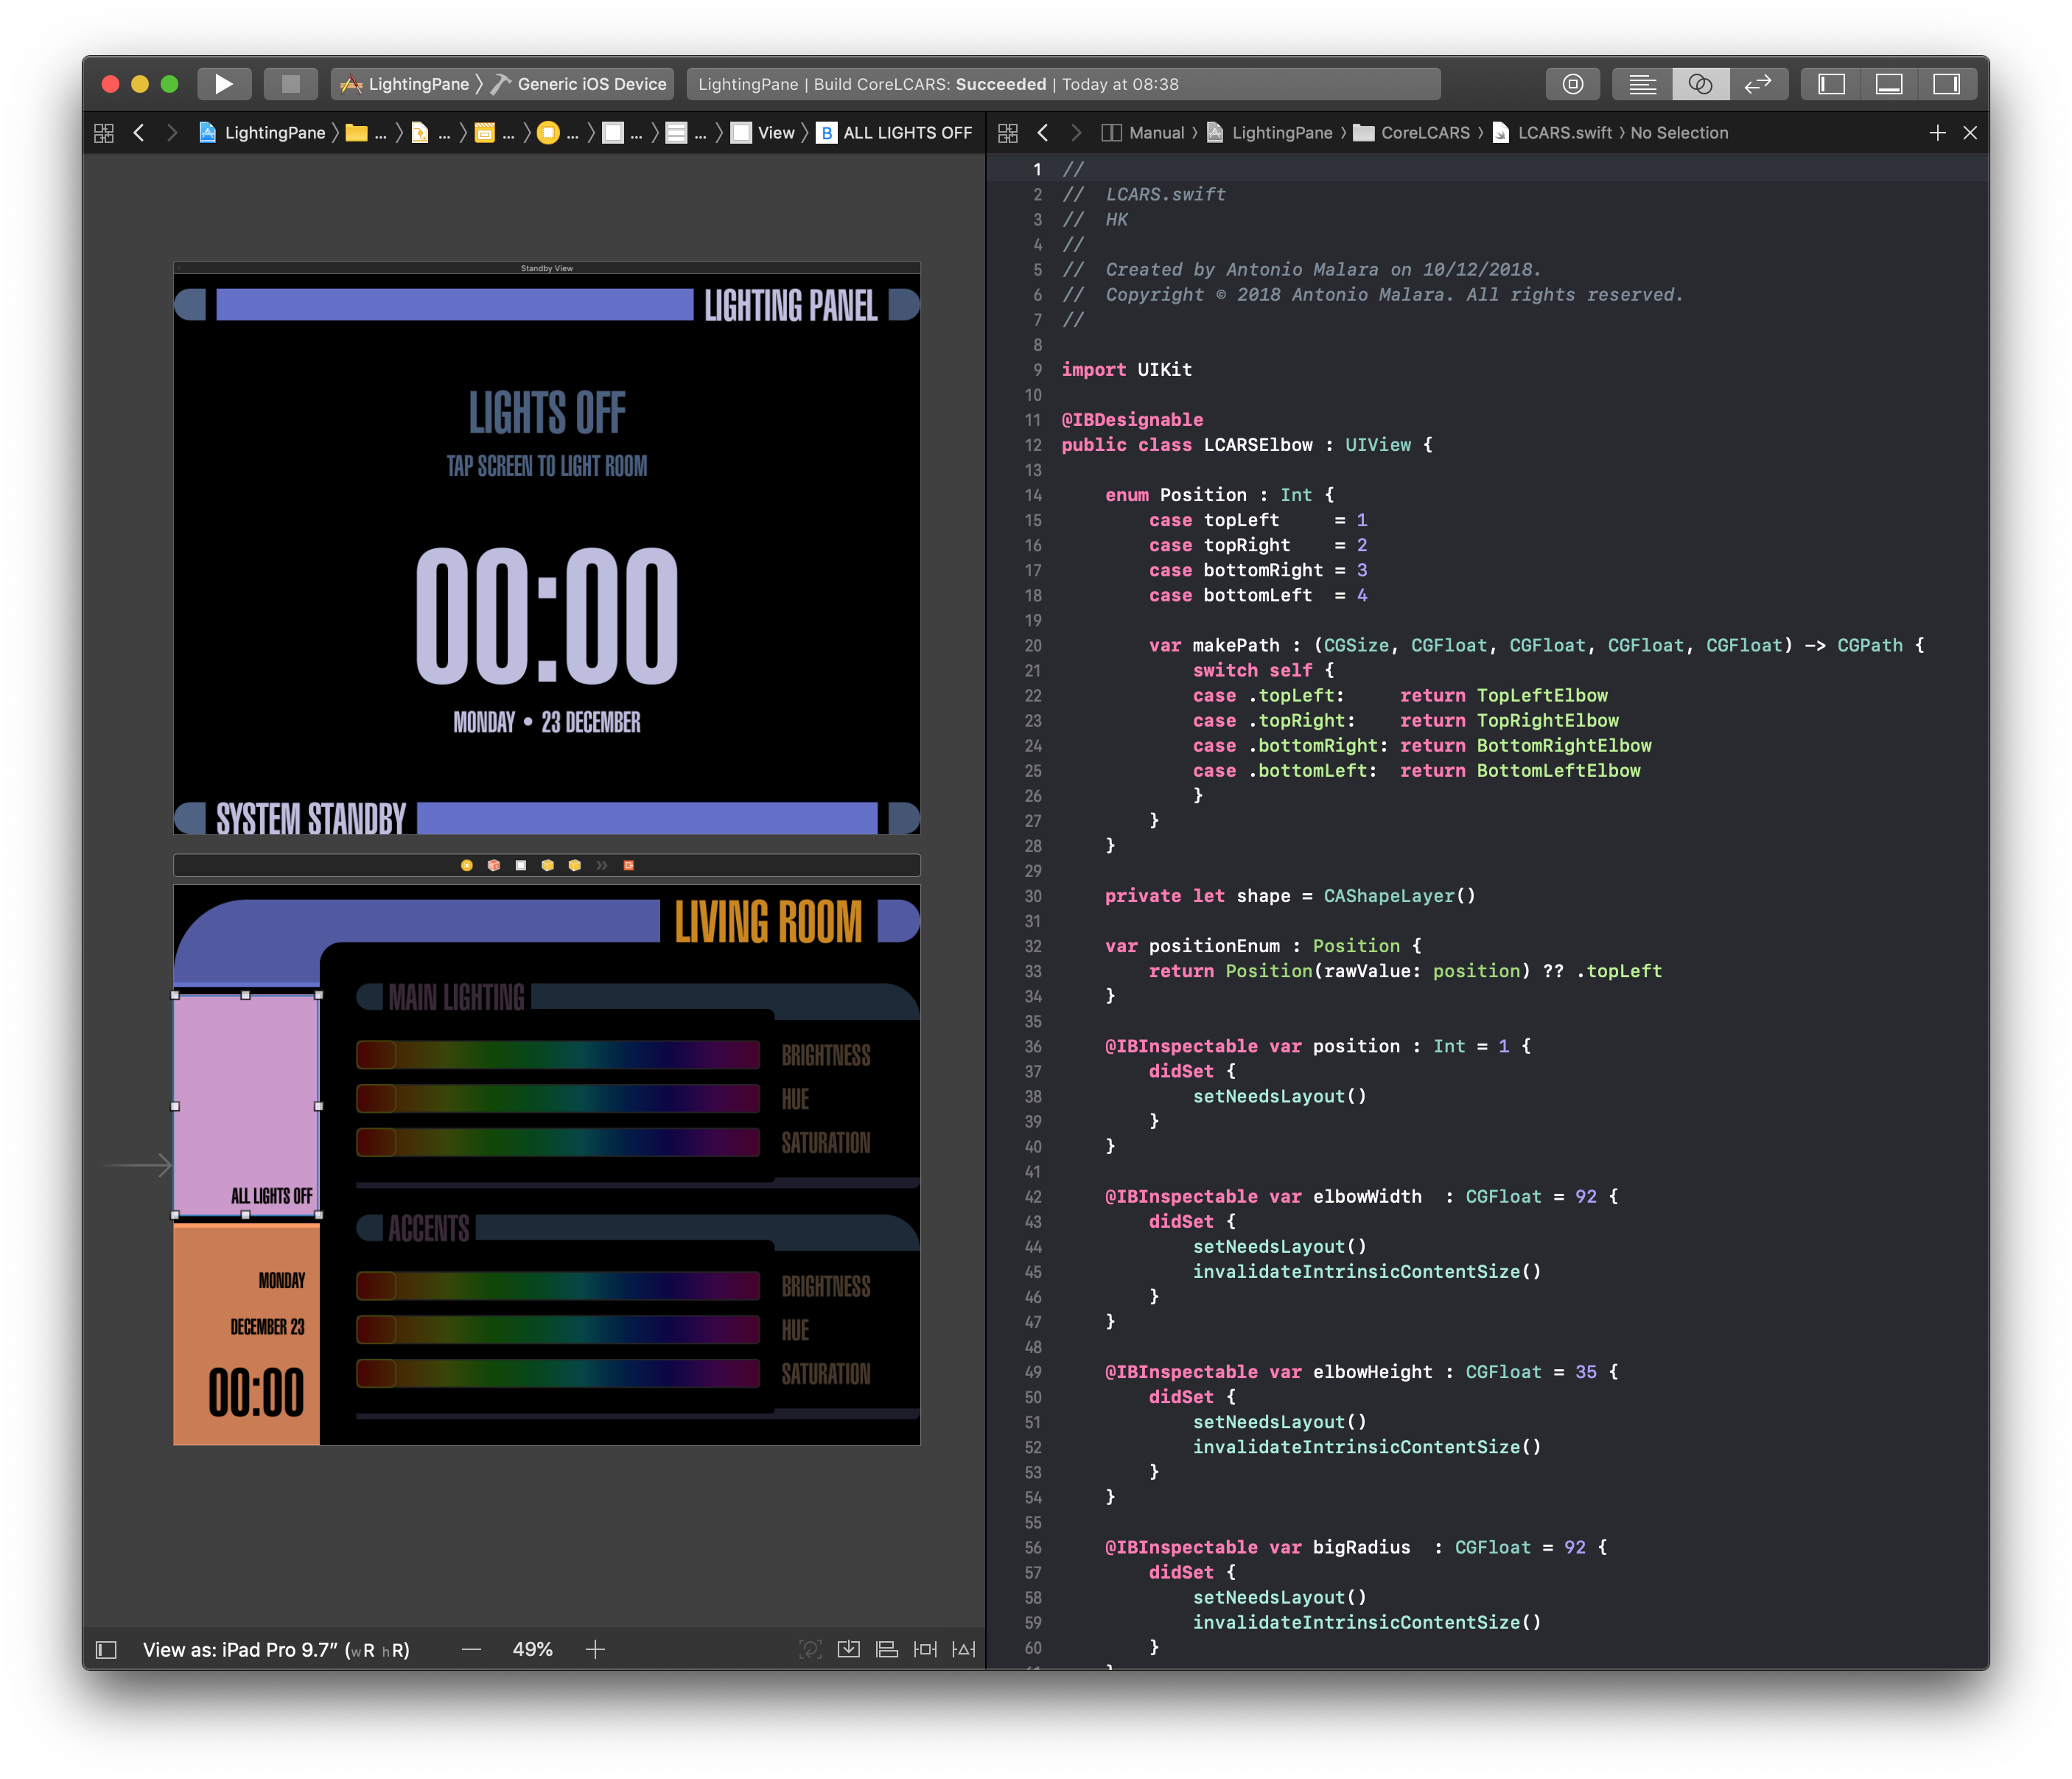 LightingPane 〉 Generic iOS Device
LightingPane | Build CoreLCARS: Succeeded | Today at 08:38
LightingPane 〉 ... 〉 ... 〉 ... 〉 ... 〉 ... 〉 ... 〉 View 〉 B ALL LIGHTS OFF
Standby View
LIGHTING PANEL
LIGHTS OFF
TAP SCREEN TO LIGHT ROOM
00:00
MONDAY • 23 DECEMBER
SYSTEM STANDBY
LIVING ROOM
MAIN LIGHTING
BRIGHTNESS
HUE
SATURATION
ALL LIGHTS OFF
ACCENTS
MONDAY
BRIGHTNESS
DECEMBER 23
HUE
SATURATION
00:00
View as: iPad Pro 9.7” (wR hR)
49%
Manual 〉 LightingPane 〉 CoreLCARS 〉 LCARS.swift 〉 No Selection
1 //
2 //  LCARS.swift
3 //  HK
4 //
5 //  Created by Antonio Malara on 10/12/2018.
6 //  Copyright © 2018 Antonio Malara. All rights reserved.
7 //
8
9 import UIKit
10
11 @IBDesignable
12 public class LCARSElbow : UIView {
13
14     enum Position : Int {
15         case topLeft     = 1
16         case topRight    = 2
17         case bottomRight = 3
18         case bottomLeft  = 4
19
20         var makePath : (CGSize, CGFloat, CGFloat, CGFloat, CGFloat) -> CGPath {
21             switch self {
22             case .topLeft:     return TopLeftElbow
23             case .topRight:    return TopRightElbow
24             case .bottomRight: return BottomRightElbow
25             case .bottomLeft:  return BottomLeftElbow
26             }
27         }
28     }
29
30     private let shape = CAShapeLayer()
31
32     var positionEnum : Position {
33         return Position(rawValue: position) ?? .topLeft
34     }
35
36     @IBInspectable var position : Int = 1 {
37         didSet {
38             setNeedsLayout()
39         }
40     }
41
42     @IBInspectable var elbowWidth  : CGFloat = 92 {
43         didSet {
44             setNeedsLayout()
45             invalidateIntrinsicContentSize()
46         }
47     }
48
49     @IBInspectable var elbowHeight : CGFloat = 35 {
50         didSet {
51             setNeedsLayout()
52             invalidateIntrinsicContentSize()
53         }
54     }
55
56     @IBInspectable var bigRadius  : CGFloat = 92 {
57         didSet {
58             setNeedsLayout()
59             invalidateIntrinsicContentSize()
60         }